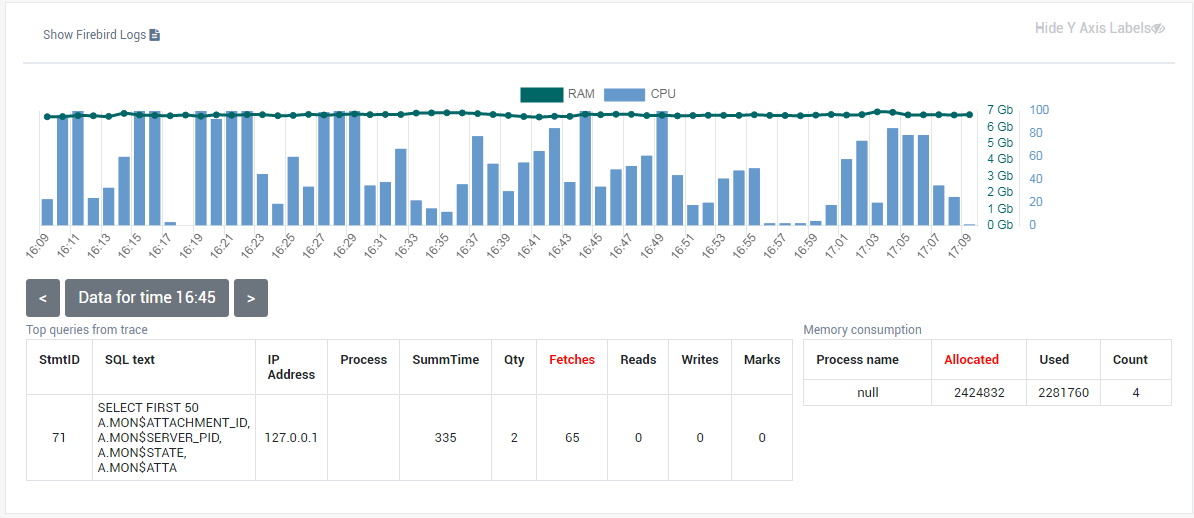 Show Firebird Logs
Hide Y Axis Labels
RAM CPU
7 Gb 100
6 Gb 80
5 Gb
4 Gb 60
3 Gb 40
2 Gb 20
1 Gb
0 Gb 0
16:09 16:11 16:13 16:15 16:17 16:19 16:21 16:23 16:25 16:27 16:29 16:31 16:33 16:35 16:37 16:39 16:41 16:43 16:45 16:47 16:49 16:51 16:53 16:55 16:57 16:59 17:01 17:03 17:05 17:07 17:09
< Data for time 16:45 >
Top queries from trace
StmtID SQL text IP Address Process SummTime Qty Fetches Reads Writes Marks
71 SELECT FIRST 50
A.MON$ATTACHMENT_ID,
A.MON$SERVER_PID,
A.MON$STATE,
A.MON$ATTA
127.0.0.1 335 2 65 0 0 0
Memory consumption
Process name Allocated Used Count
null 2424832 2281760 4